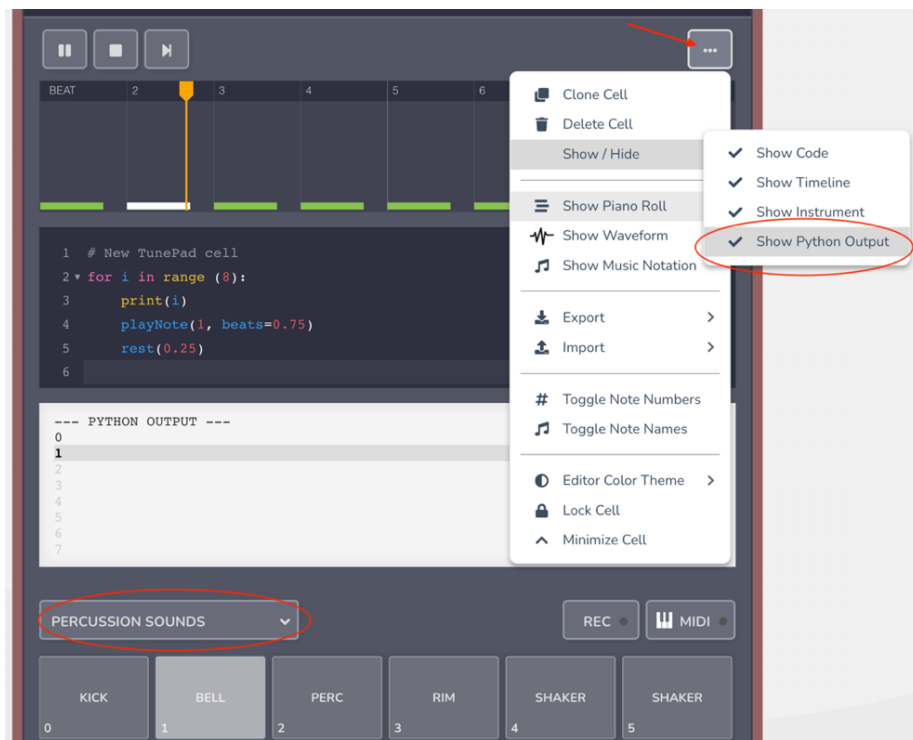 BEAT 2 3 4 5 6
Clone Cell
Delete Cell
Show / Hide
Show Piano Roll
Show Waveform
Show Music Notation
Export
Import
# Toggle Note Numbers
Toggle Note Names
Editor Color Theme
Lock Cell
Minimize Cell
Show Code
Show Timeline
Show Instrument
Show Python Output
1 # New TunePad cell
2 for i in range (8):
3 print(i)
4 playNote(1, beats=0.75)
5 rest(0.25)
6
--- PYTHON OUTPUT ---
0
1
2
3
4
5
6
7
PERCUSSION SOUNDS
REC
MIDI
KICK
0
BELL
1
PERC
2
RIM
3
SHAKER
4
SHAKER
5